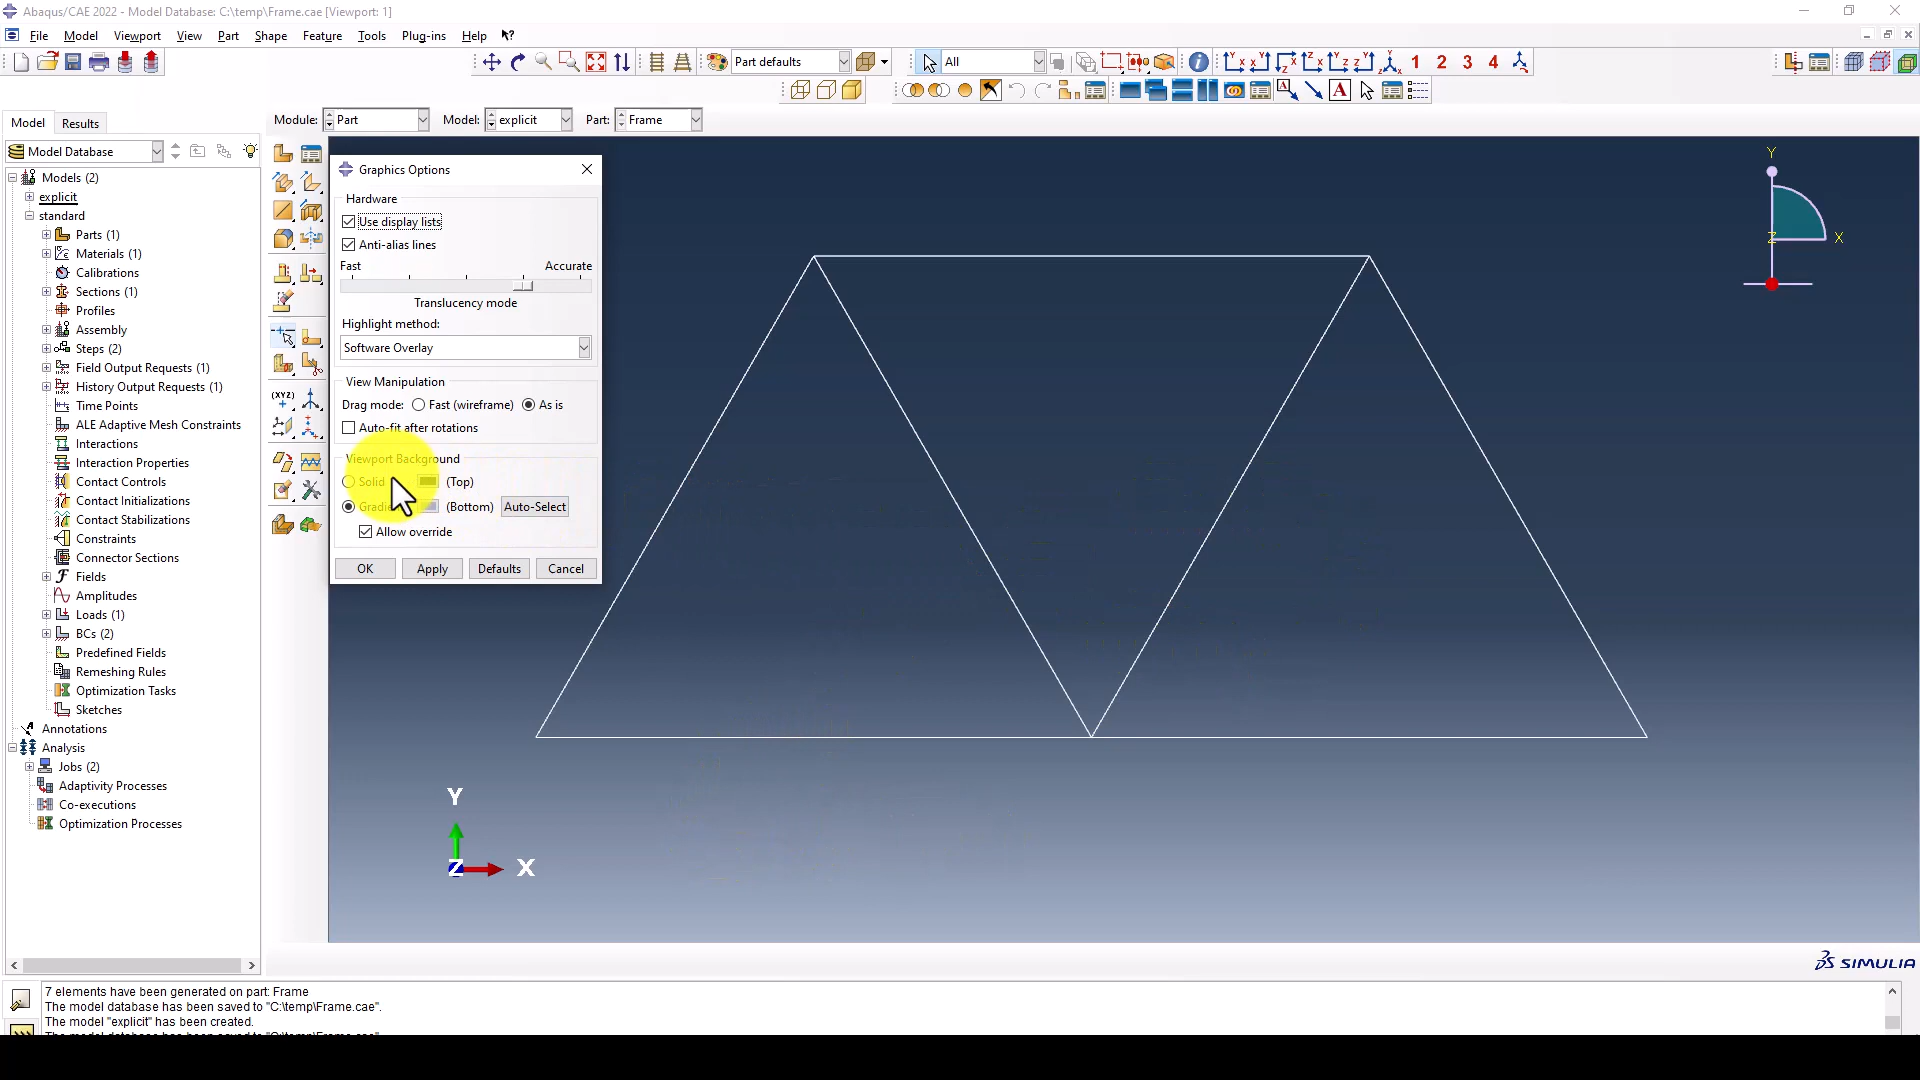 Abaqus/CAE 2022 - Model Database: C:\temp\Frame.cae [Viewport: 1]
File Model Viewport View Part Shape Feature Tools Plug-ins Help
Part defaults All 1 2 3 4
Model Results Module: Part Model: explicit Part: Frame
Model Database
Models (2)
explicit
standard
Parts (1)
Materials (1)
Calibrations
Sections (1)
Profiles
Assembly
Steps (2)
Field Output Requests (1)
History Output Requests (1)
Time Points
ALE Adaptive Mesh Constraints
Interactions
Interaction Properties
Contact Controls
Contact Initializations
Contact Stabilizations
Constraints
Connector Sections
Fields
Amplitudes
Loads (1)
BCs (2)
Predefined Fields
Remeshing Rules
Optimization Tasks
Sketches
Annotations
Analysis
Jobs (2)
Adaptivity Processes
Co-executions
Optimization Processes
(XYZ)
Graphics Options
Hardware
Use display lists
Anti-alias lines
Fast Accurate
Translucency mode
Highlight method:
Software Overlay
View Manipulation
Drag mode: Fast (wireframe) As is
Auto-fit after rotations
Viewport Background
Solid (Top)
(Bottom) Auto-Select
Allow override
OK Apply Defaults Cancel
Y
Z X
Y
Z X
SIMULIA
7 elements have been generated on part: Frame
The model database has been saved to "C:\temp\Frame.cae".
The model "explicit" has been created.